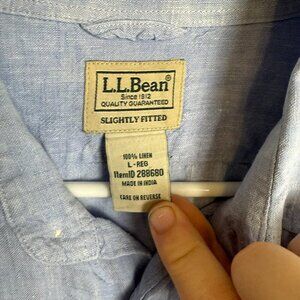 L.L.Bean®
Since 1912
QUALITY GUARANTEED
SLIGHTLY FITTED
100% LINEN
L - REG
ItemID 288680
MADE IN INDIA
CARE ON REVERSE